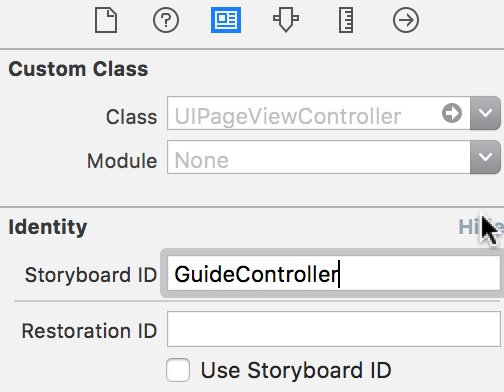 Custom Class
Class UIPageViewController
Module None
Identity
Storyboard ID GuideController
Restoration ID
Use Storyboard ID